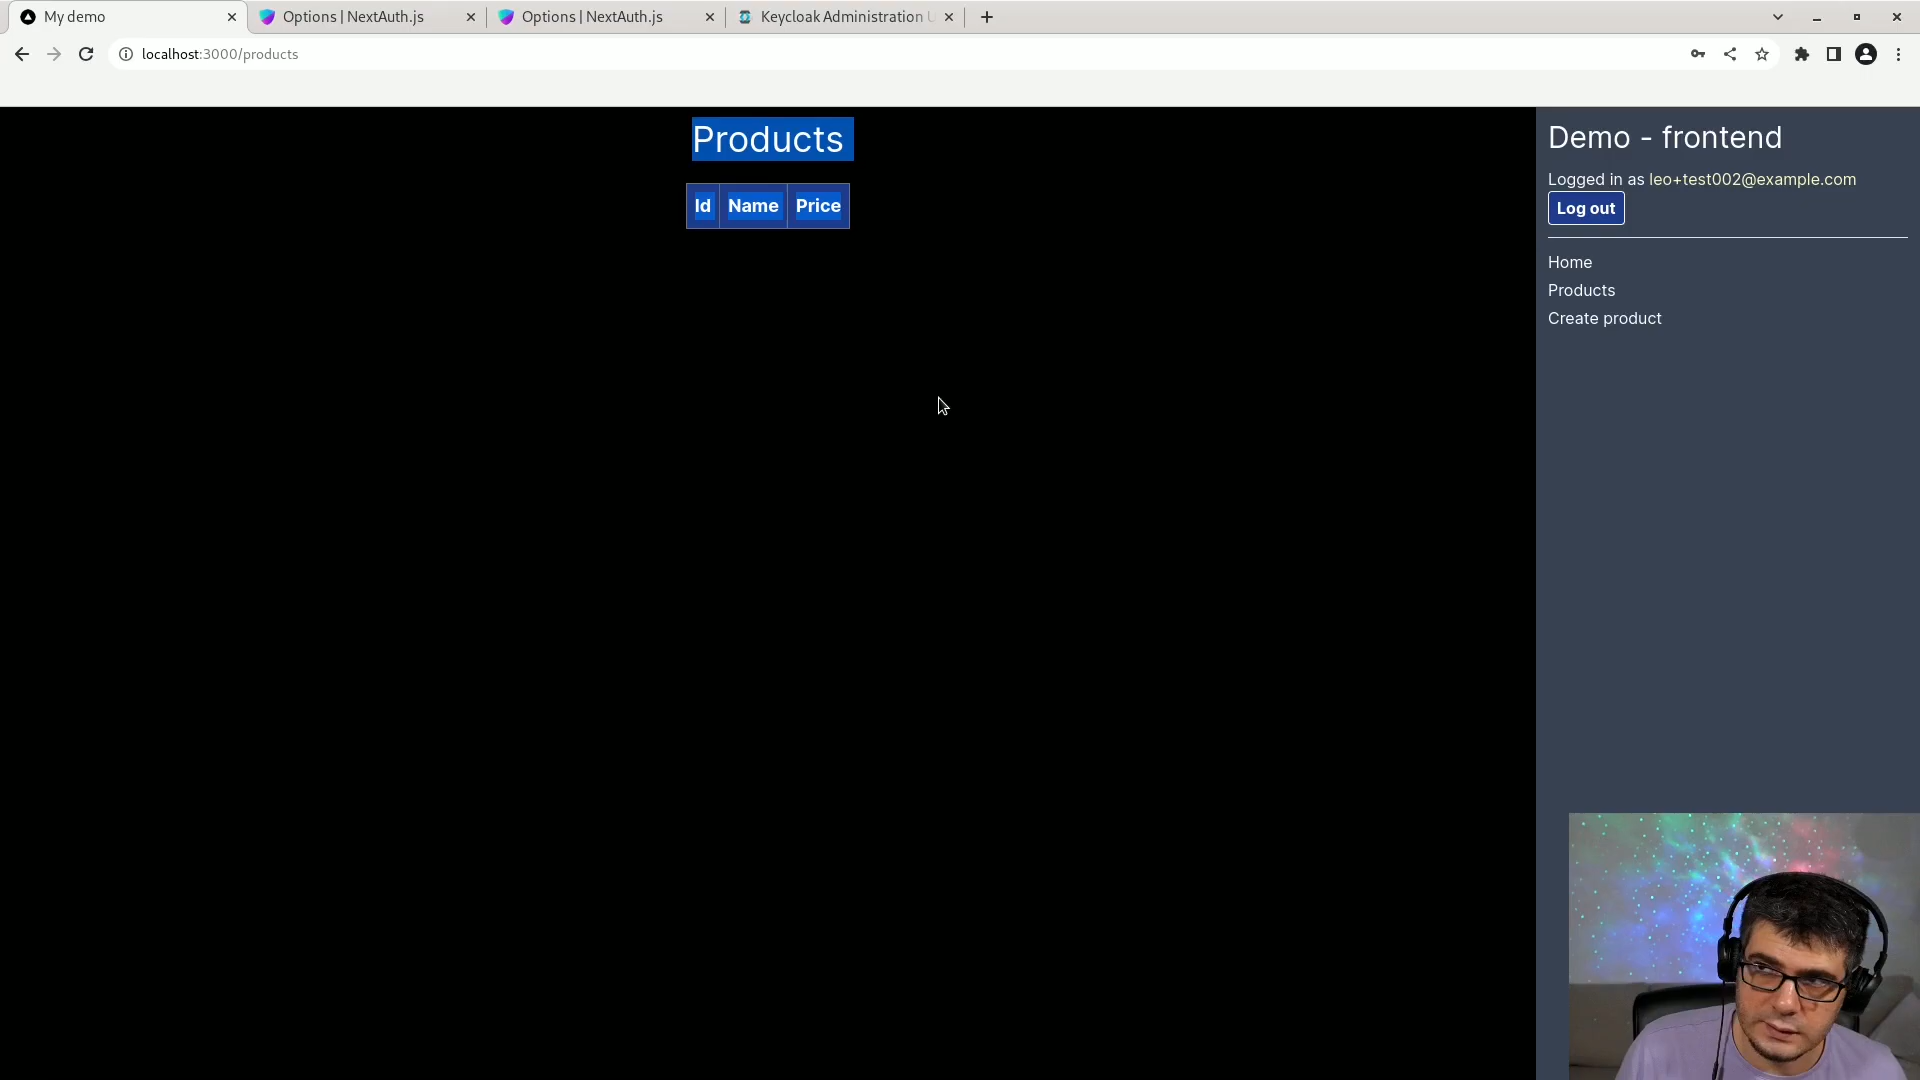 My demo
Options | NextAuth.js
Options | NextAuth.js
Keycloak Administration
localhost:3000/products
Products
Id Name Price
Demo - frontend
Logged in as leo+test002@example.com
Log out
Home
Products
Create product